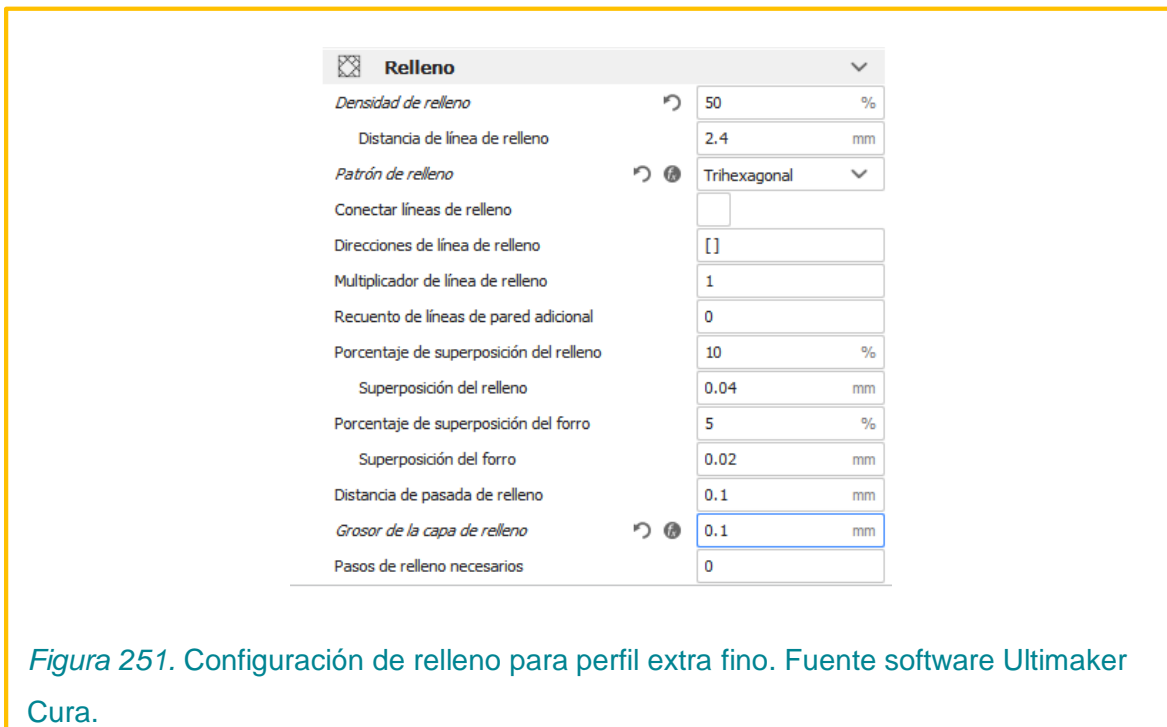 Relleno
Densidad de relleno 50 %
Distancia de línea de relleno 2.4 mm
Patrón de relleno Trihexagonal
Conectar líneas de relleno
Direcciones de línea de relleno []
Multiplicador de línea de relleno 1
Recuento de líneas de pared adicional 0
Porcentaje de superposición del relleno 10 %
Superposición del relleno 0.04 mm
Porcentaje de superposición del forro 5 %
Superposición del forro 0.02 mm
Distancia de pasada de relleno 0.1 mm
Grosor de la capa de relleno 0.1 mm
Pasos de relleno necesarios 0
Figura 251. Configuración de relleno para perfil extra fino. Fuente software Ultimaker
Cura.